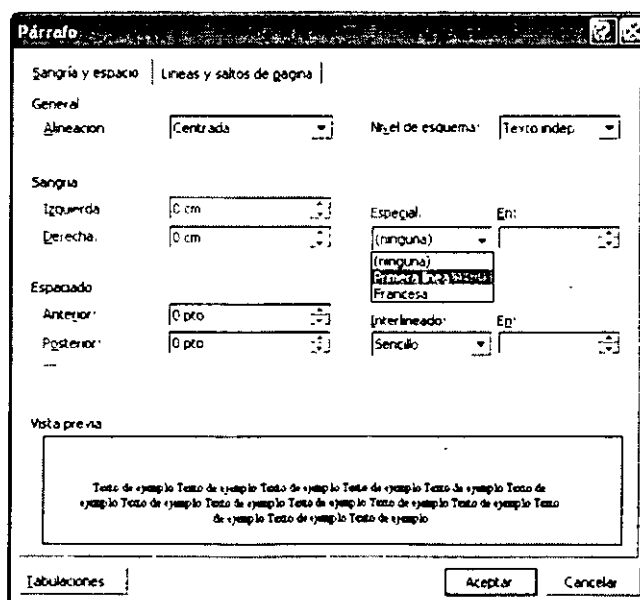 Párrafo
Sangría y espacio Líneas y saltos de página
General
Alineación Centrada Nivel de esquema: Texto indep
Sangría
Izquierda 0 cm Especial: En:
Derecha: 0 cm (ninguna)
(ninguna)
Primera línea
Francesa
Espaciado
Anterior: 0 pto Interlineado: En:
Posterior: 0 pto Sencillo
Vista previa
Texto de ejemplo Texto de ejemplo Texto de ejemplo Texto de ejemplo Texto de ejemplo Texto de
ejemplo Texto de ejemplo Texto de ejemplo Texto de ejemplo Texto de ejemplo Texto
de ejemplo Texto de ejemplo Texto de ejemplo
Tabulaciones Aceptar Cancelar